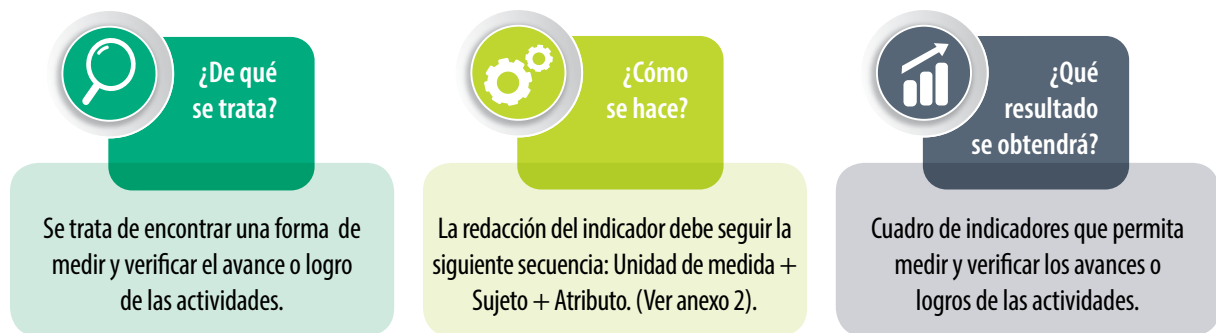 ¿De qué
se trata?
Se trata de encontrar una forma de
medir y verificar el avance o logro
de las actividades.
¿Cómo
se hace?
La redacción del indicador debe seguir la
siguiente secuencia: Unidad de medida +
Sujeto + Atributo. (Ver anexo 2).
¿Qué
resultado
se obtendrá?
Cuadro de indicadores que permita
medir y verificar los avances o
logros de las actividades.